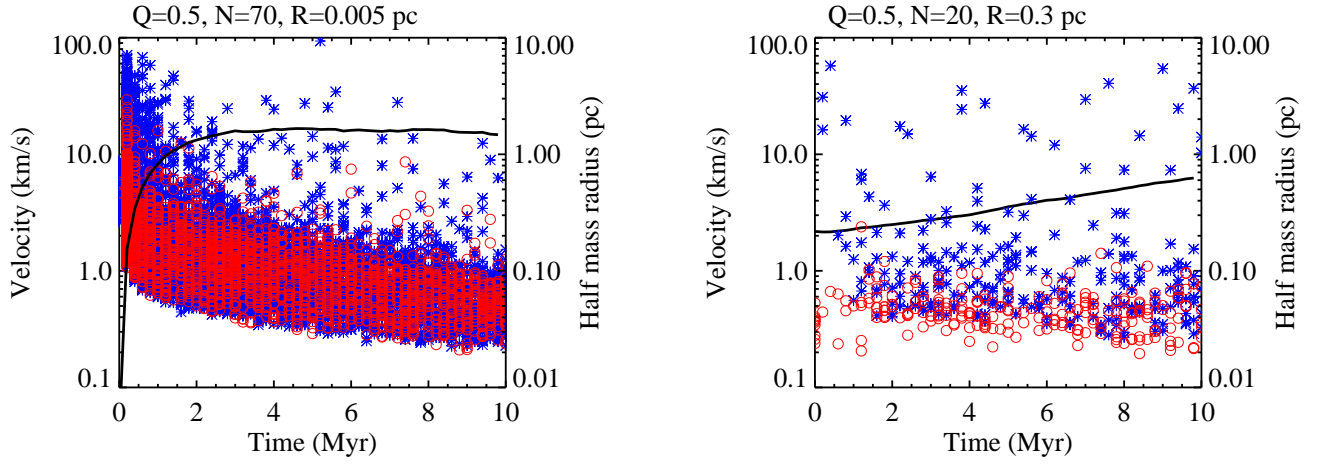 Q=0.5, N=70, R=0.005 pc
100.0
10.0
1.0
0.1
Velocity (km/s)
10.00
1.00
0.10
0.01
Half mass radius (pc)
0 2 4 6 8 10
Time (Myr)
Q=0.5, N=20, R=0.3 pc
100.0
10.0
1.0
0.1
Velocity (km/s)
10.00
1.00
0.10
0.01
Half mass radius (pc)
0 2 4 6 8 10
Time (Myr)